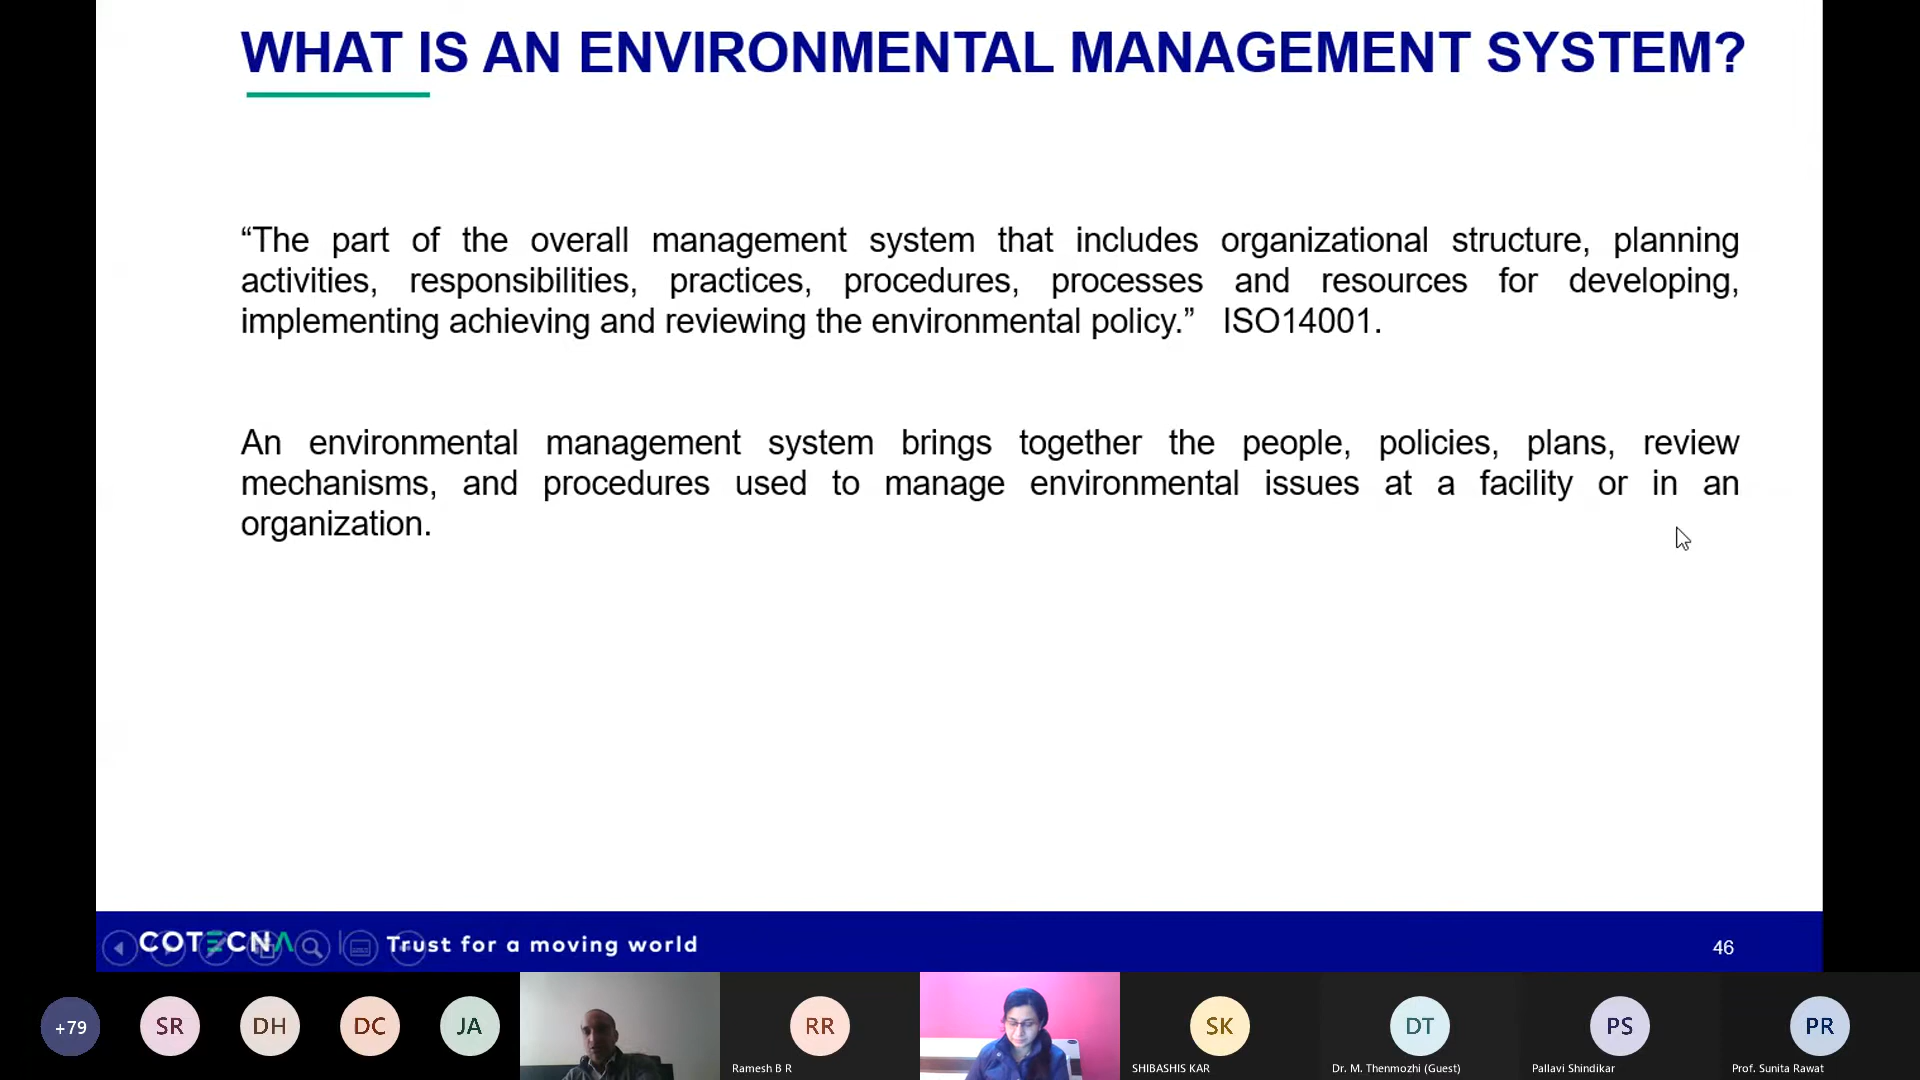 WHAT IS AN ENVIRONMENTAL MANAGEMENT SYSTEM?
“The part of the overall management system that includes organizational structure, planning
activities, responsibilities, practices, procedures, processes and resources for developing,
implementing achieving and reviewing the environmental policy.” ISO14001.
An environmental management system brings together the people, policies, plans, review
mechanisms, and procedures used to manage environmental issues at a facility or in an
organization.
COTECNA Trust for a moving world
46
+79 SR DH DC JA RR SK DT PS PR
Ramesh B R SHIBASHIS KAR Dr. M. Thenmozhi (Guest) Pallavi Shindikar Prof. Sunita Rawat